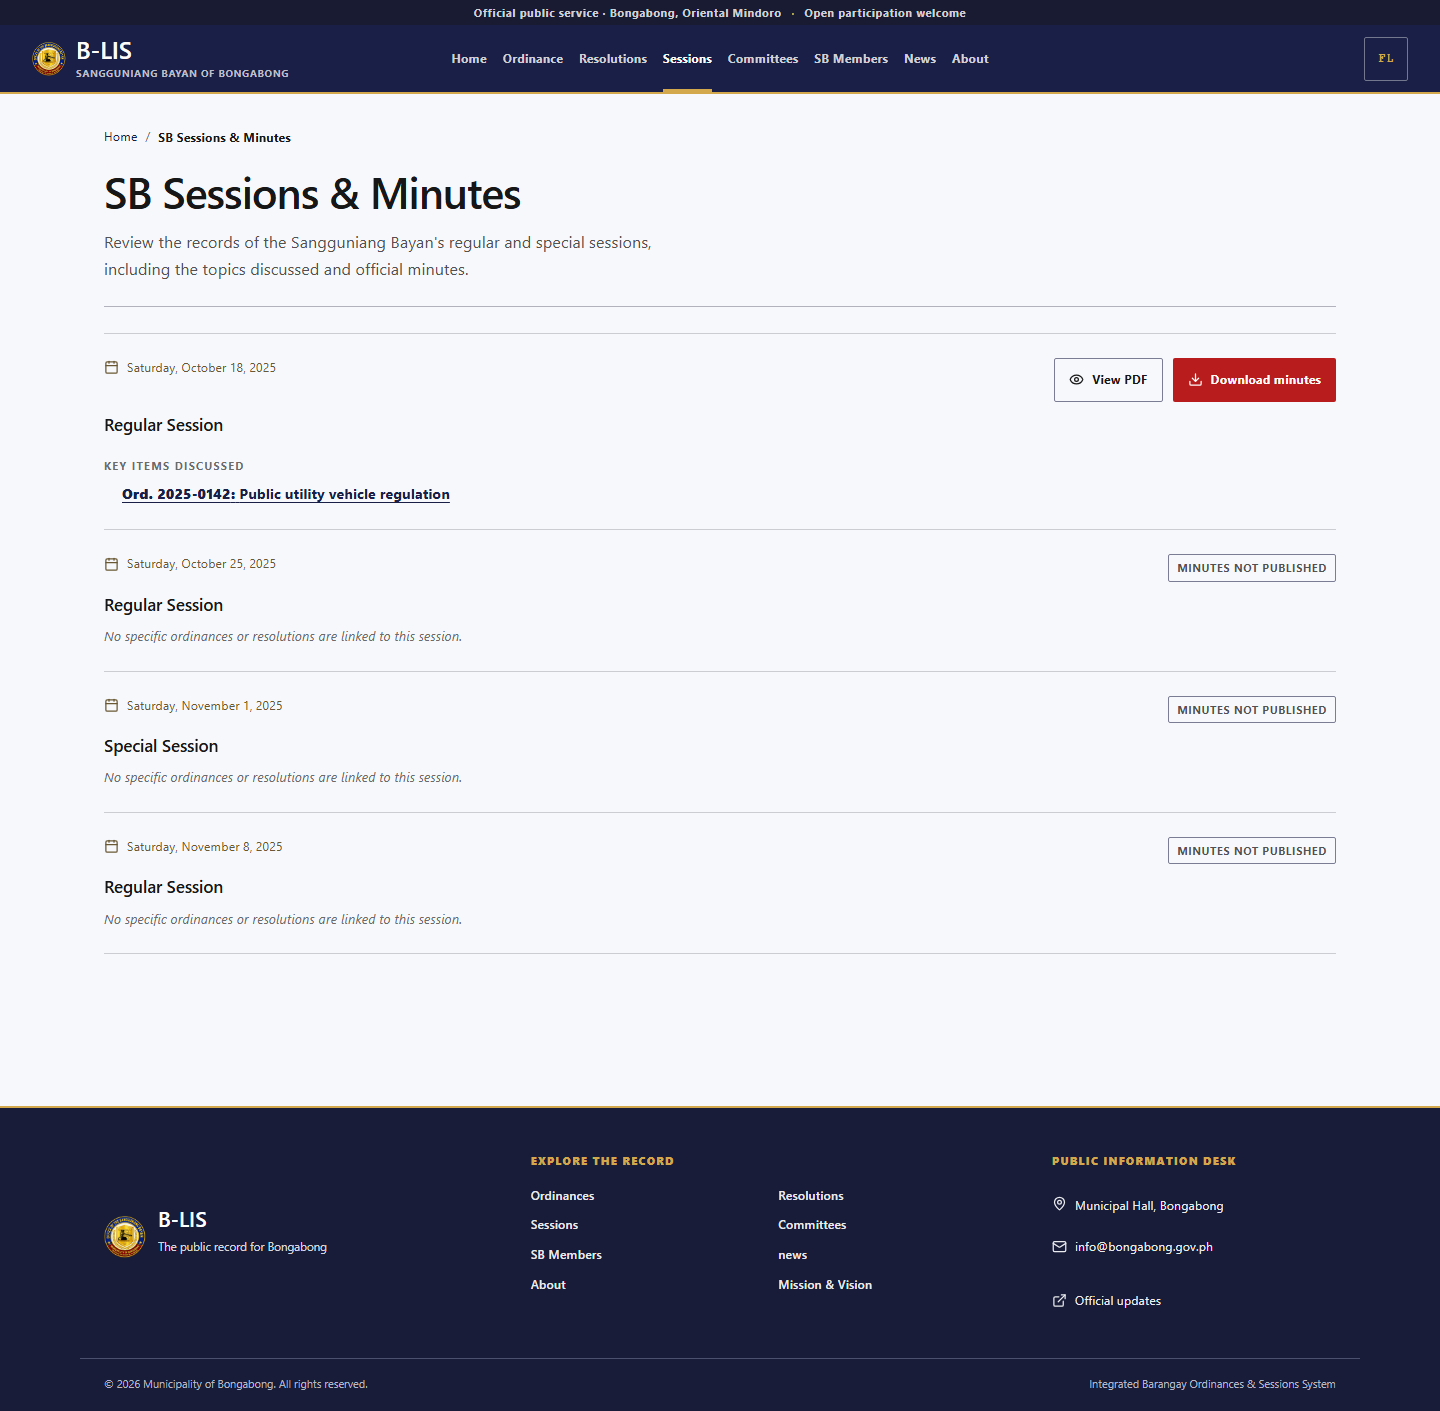 Official public service · Bongabong, Oriental Mindoro · Open participation welcome
B-LIS
SANGGUNIANG BAYAN OF BONGABONG
Home Ordinance Resolutions Sessions Committees SB Members News About
FL
Home / SB Sessions & Minutes
SB Sessions & Minutes
Review the records of the Sangguniang Bayan's regular and special sessions,
including the topics discussed and official minutes.
Saturday, October 18, 2025
View PDF
Download minutes
Regular Session
KEY ITEMS DISCUSSED
Ord. 2025-0142: Public utility vehicle regulation
Saturday, October 25, 2025
MINUTES NOT PUBLISHED
Regular Session
No specific ordinances or resolutions are linked to this session.
Saturday, November 1, 2025
MINUTES NOT PUBLISHED
Special Session
No specific ordinances or resolutions are linked to this session.
Saturday, November 8, 2025
MINUTES NOT PUBLISHED
Regular Session
No specific ordinances or resolutions are linked to this session.
B-LIS
The public record for Bongabong
EXPLORE THE RECORD
Ordinances
Resolutions
Sessions
Committees
SB Members
news
About
Mission & Vision
PUBLIC INFORMATION DESK
Municipal Hall, Bongabong
info@bongabong.gov.ph
Official updates
© 2026 Municipality of Bongabong. All rights reserved.
Integrated Barangay Ordinances & Sessions System